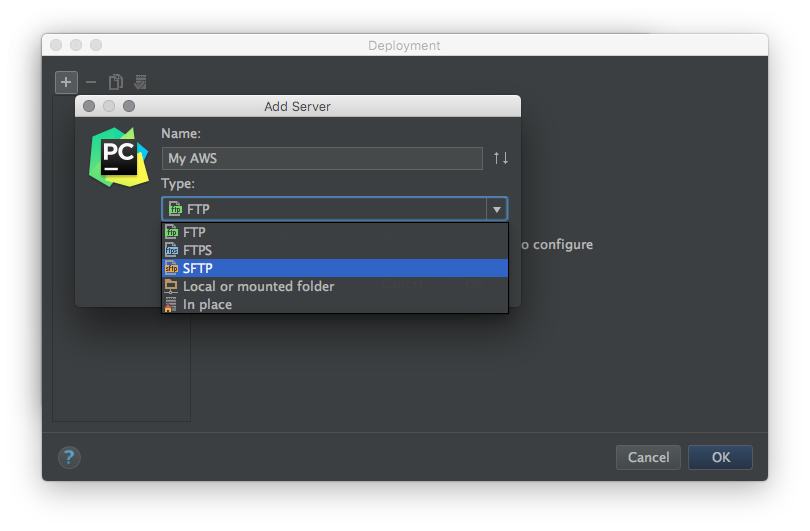 Deployment
Add Server
PC
Name:
My AWS
Type:
FTP
FTP
FTPS
SFTP
Local or mounted folder
In place
o configure
?
Cancel
OK